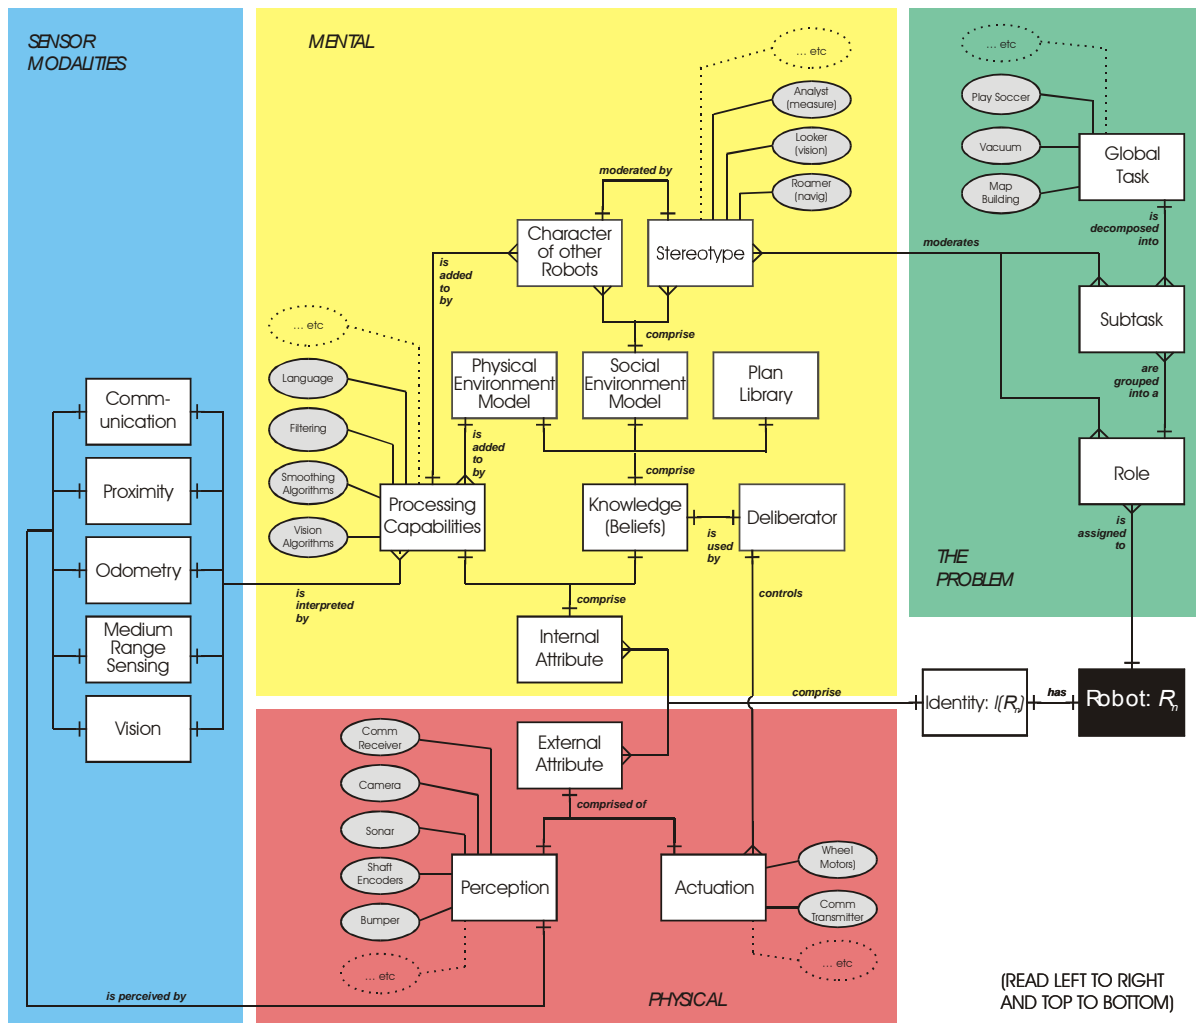 SENSOR
MODALITIES
MENTAL
... etc
Analyst
(measure)
Looker
(vision)
Roamer
(navig)
moderated by
Character
of other
Robots
Stereotype
is
added
to
by
comprise
... etc
Language
Filtering
Smoothing
Algorithms
Vision
Algorithms
Physical
Environment
Model
Social
Environment
Model
Plan
Library
is
added
to
by
comprise
Processing
Capabilities
Knowledge
(Beliefs)
is
used
by
Deliberator
is
interpreted
by
comprise
controls
Internal
Attribute
Comm-
unication
Proximity
Odometry
Medium
Range
Sensing
Vision
... etc
Play Soccer
Vacuum
Map
Building
Global
Task
is
decomposed
into
moderates
Subtask
are
grouped
into a
Role
is
assigned
to
THE
PROBLEM
comprise
Identity: I(Rn)
has
Robot: Rn
External
Attribute
comprised of
Comm
Receiver
Camera
Sonar
Shaft
Encoders
Bumper
... etc
Perception
Actuation
Wheel
Motors)
Comm
Transmitter
... etc
is perceived by
PHYSICAL
(READ LEFT TO RIGHT
AND TOP TO BOTTOM)